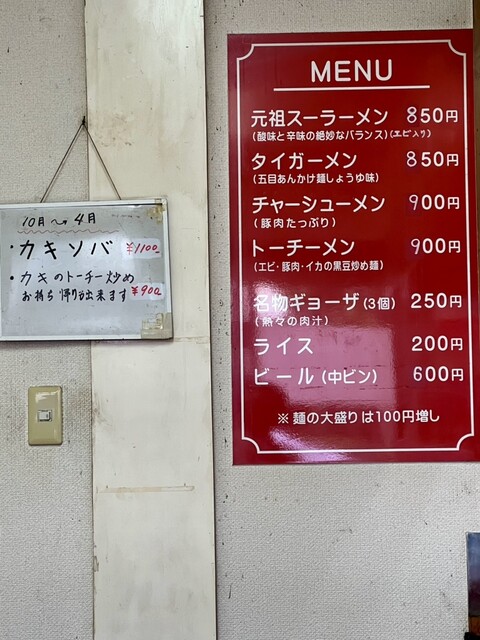 10月〜4月
・カキソバ ¥1100
・カキのトーチー炒め
お持ち帰り出来ます ¥900
MENU
元祖スーラーメン 850円
(酸味と辛味の絶妙なバランス)(エビ入り)
タイガーメン 850円
(五目あんかけ麺しょうゆ味)
チャーシューメン 900円
(豚肉たっぷり)
トーチーメン 900円
(エビ・豚肉・イカの黒豆炒め麺)
名物ギョーザ(3個) 250円
(熱々の肉汁)
ライス 200円
ビール(中ビン) 600円
※麺の大盛りは100円増し